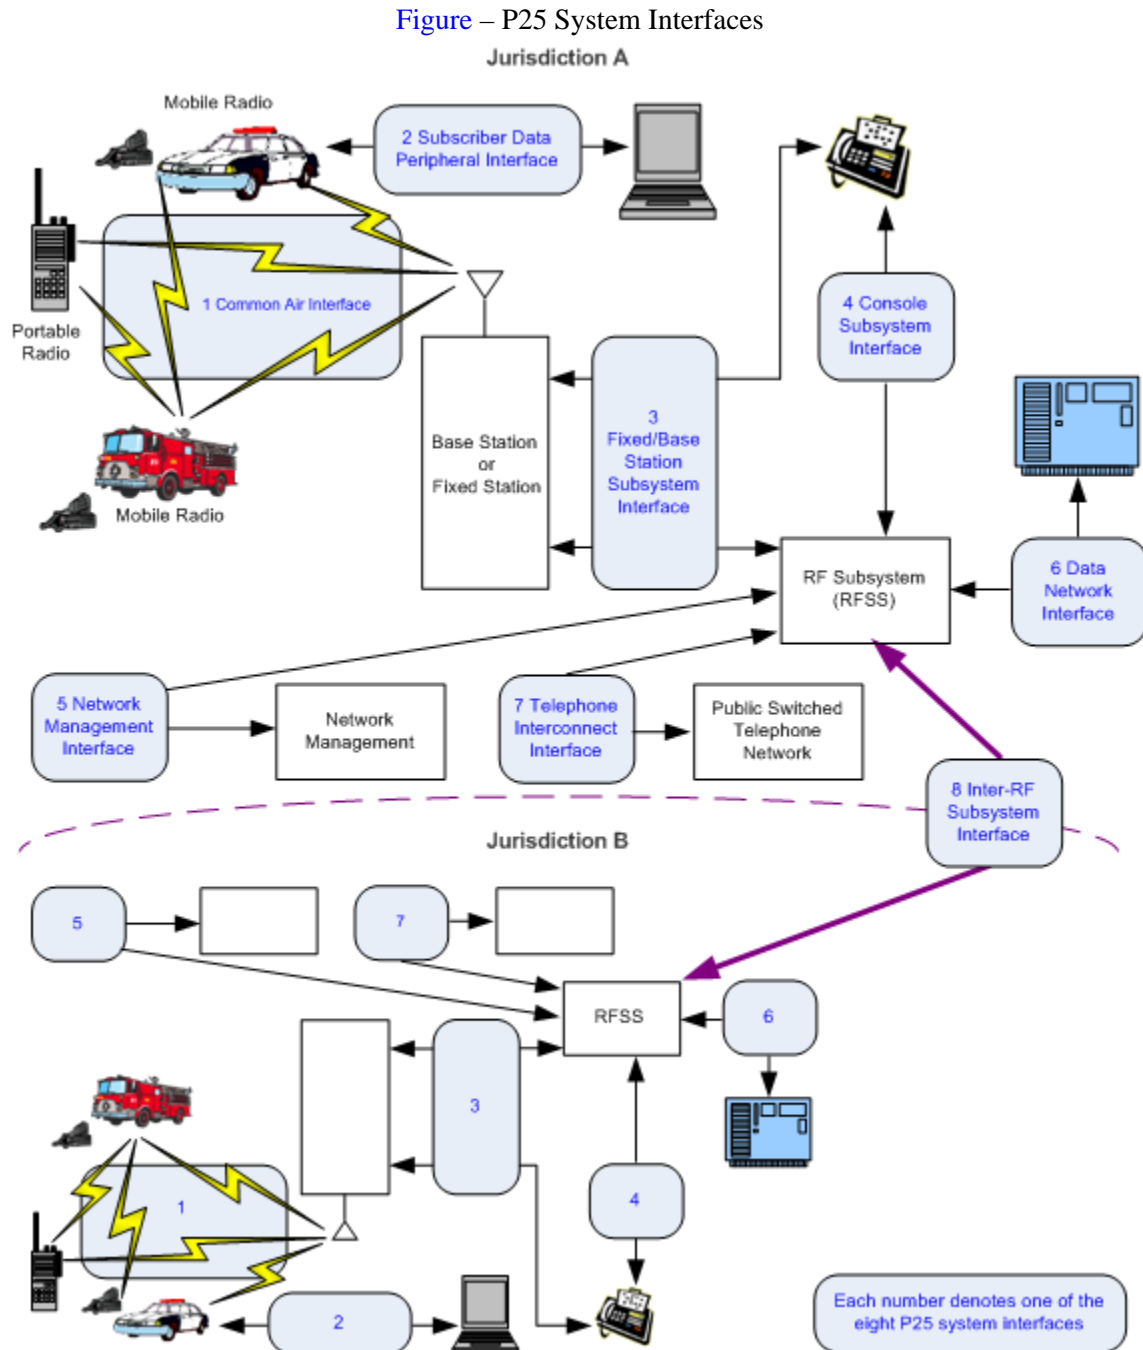 Figure – P25 System Interfaces
Jurisdiction A
Mobile Radio
2 Subscriber Data
Peripheral Interface
1 Common Air Interface
Portable
Radio
4 Console
Subsystem
Interface
Base Station
or
Fixed Station
3
Fixed/Base
Station
Subsystem
Interface
Mobile Radio
RF Subsystem
(RFSS)
6 Data
Network
Interface
5 Network
Management
Interface
Network
Management
7 Telephone
Interconnect
Interface
Public Switched
Telephone
Network
8 Inter-RF
Subsystem
Interface
Jurisdiction B
5
7
RFSS
6
3
1
4
2
Each number denotes one of the
eight P25 system interfaces